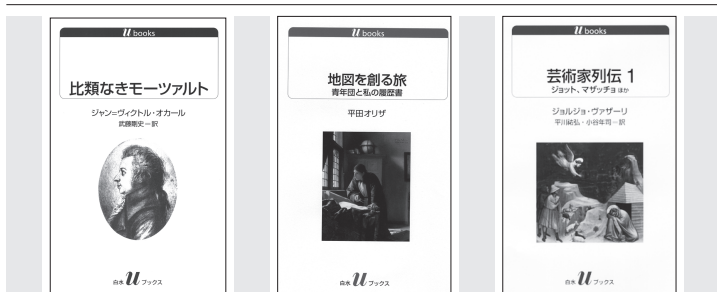 u books
比類なきモーツァルト
ジャン=ヴィクトル・オカール
武藤剛史－訳
白水 u ブックス
u books
地図を創る旅
青年団と私の履歴書
平田オリザ
白水 u ブックス
u books
芸術家列伝 1
ジョット、マザッチョ ほか
ジョルジョ・ヴァザーリ
平川祐弘・小谷年司－訳
白水 u ブックス